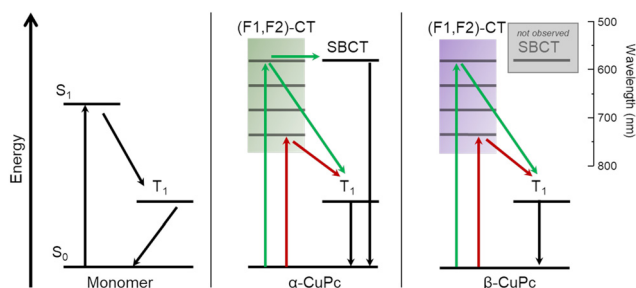 Energy
S1
T1
S0
Monomer
(F1,F2)-CT
SBCT
T1
α-CuPc
(F1,F2)-CT
not observed
SBCT
T1
β-CuPc
500
600
700
800
Wavelength (nm)